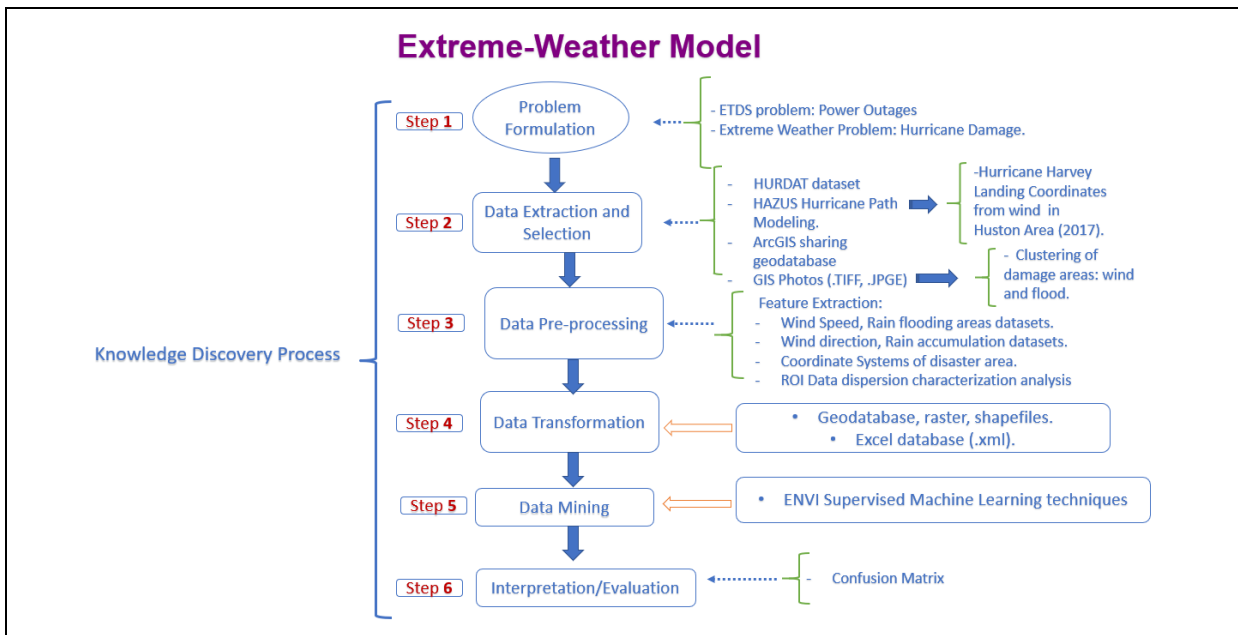 Extreme-Weather Model
Knowledge Discovery Process
Step 1
Problem
Formulation
- ETDS problem: Power Outages
- Extreme Weather Problem: Hurricane Damage.
Step 2
Data Extraction and
Selection
- HURDAT dataset
- HAZUS Hurricane Path
Modeling.
- ArcGIS sharing
geodatabase
- GIS Photos (.TIFF, .JPGE)
-Hurricane Harvey
Landing Coordinates
from wind in
Huston Area (2017).
- Clustering of
damage areas: wind
and flood.
Step 3
Data Pre-processing
Feature Extraction:
- Wind Speed, Rain flooding areas datasets.
- Wind direction, Rain accumulation datasets.
- Coordinate Systems of disaster area.
- ROI Data dispersion characterization analysis
Step 4
Data Transformation
• Geodatabase, raster, shapefiles.
• Excel database (.xml).
Step 5
Data Mining
• ENVI Supervised Machine Learning techniques
Step 6
Interpretation/Evaluation
- Confusion Matrix